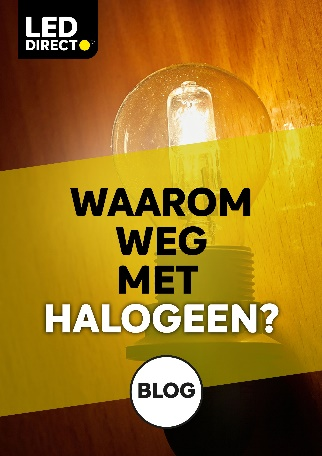 LED
DIRECT
WAAROM
WEG
MET
HALOGEEN?
BLOG